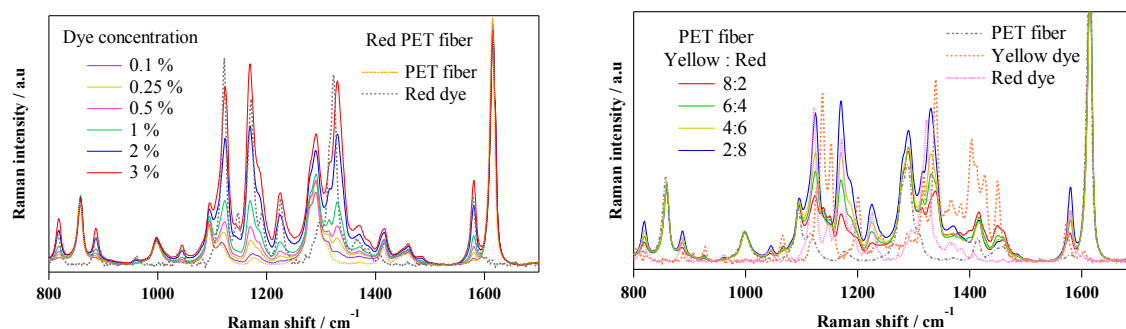 Dye concentration
0.1 %
0.25 %
0.5 %
1 %
2 %
3 %
Red PET fiber
PET fiber
Red dye
Raman intensity / a.u
800
1000
1200
1400
1600
Raman shift / cm-1
PET fiber
Yellow : Red
8:2
6:4
4:6
2:8
PET fiber
Yellow dye
Red dye
Raman intensity / a.u
800
1000
1200
1400
1600
Raman shift / cm-1